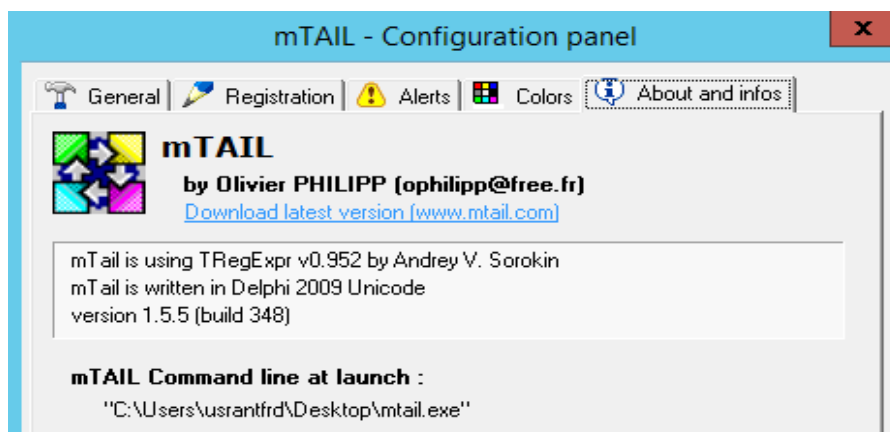 mTAIL - Configuration panel
x
General Registration Alerts Colors About and infos
mTAIL
by Olivier PHILIPP (ophilipp@free.fr)
Download latest version (www.mtail.com)
mTail is using TRegExpr v0.952 by Andrey V. Sorokin
mTail is written in Delphi 2009 Unicode
version 1.5.5 (build 348)
mTAIL Command line at launch :
"C:\Users\usrantfrd\Desktop\mtail.exe"